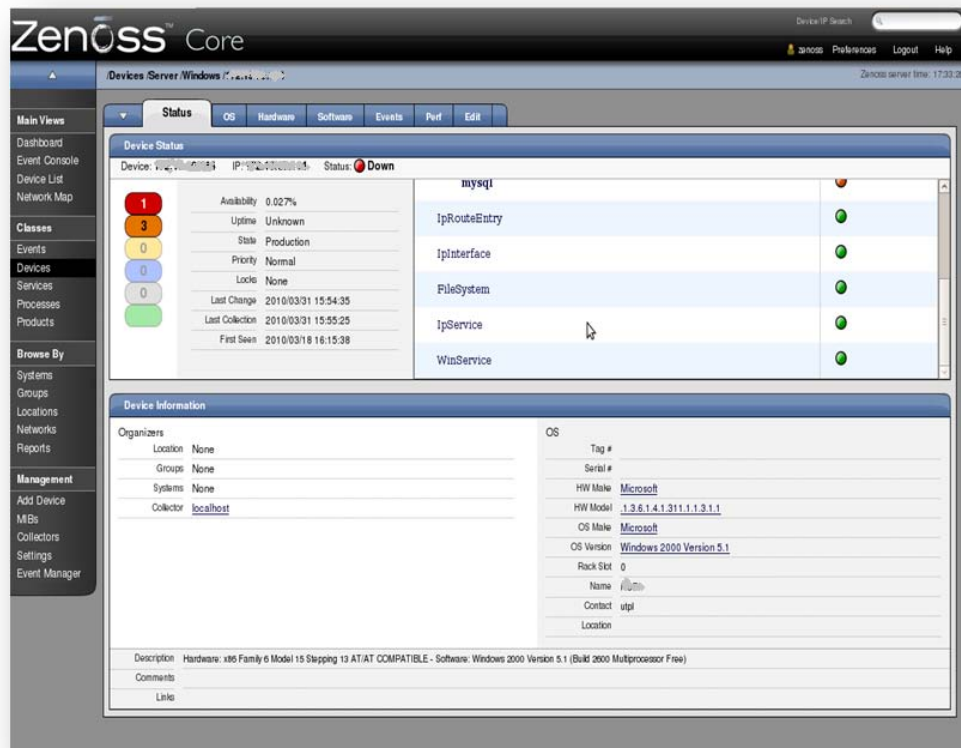 Zenoss™ Core
Device/IP Search
zenoss Preferences Logout Help
/Devices /Server /Windows /
Zenoss server time: 17:33:2
Main Views
Dashboard
Event Console
Device List
Network Map
Classes
Events
Devices
Services
Processes
Products
Browse By
Systems
Groups
Locations
Networks
Reports
Management
Add Device
MIBs
Collectors
Settings
Event Manager
Status OS Hardware Software Events Perf Edit
Device Status
Device: IP: Status: Down
1
3
0
0
0
Availability 0.027%
Uptime Unknown
State Production
Priority Normal
Locks None
Last Change 2010/03/31 15:54:35
Last Collection 2010/03/31 15:55:25
First Seen 2010/03/18 16:15:38
mysql
IpRouteEntry
IpInterface
FileSystem
IpService
WinService
Device Information
Organizers
Location None
Groups None
Systems None
Collector localhost
OS
Tag #
Serial #
HW Make Microsoft
HW Model .1.3.6.1.4.1.311.1.1.3.1.1
OS Make Microsoft
OS Version Windows 2000 Version 5.1
Rack Slot 0
Name
Contact utpl
Location
Description Hardware: x86 Family 6 Model 15 Stepping 13 AT/AT COMPATIBLE - Software: Windows 2000 Version 5.1 (Build 2600 Multiprocessor Free)
Comments
Links